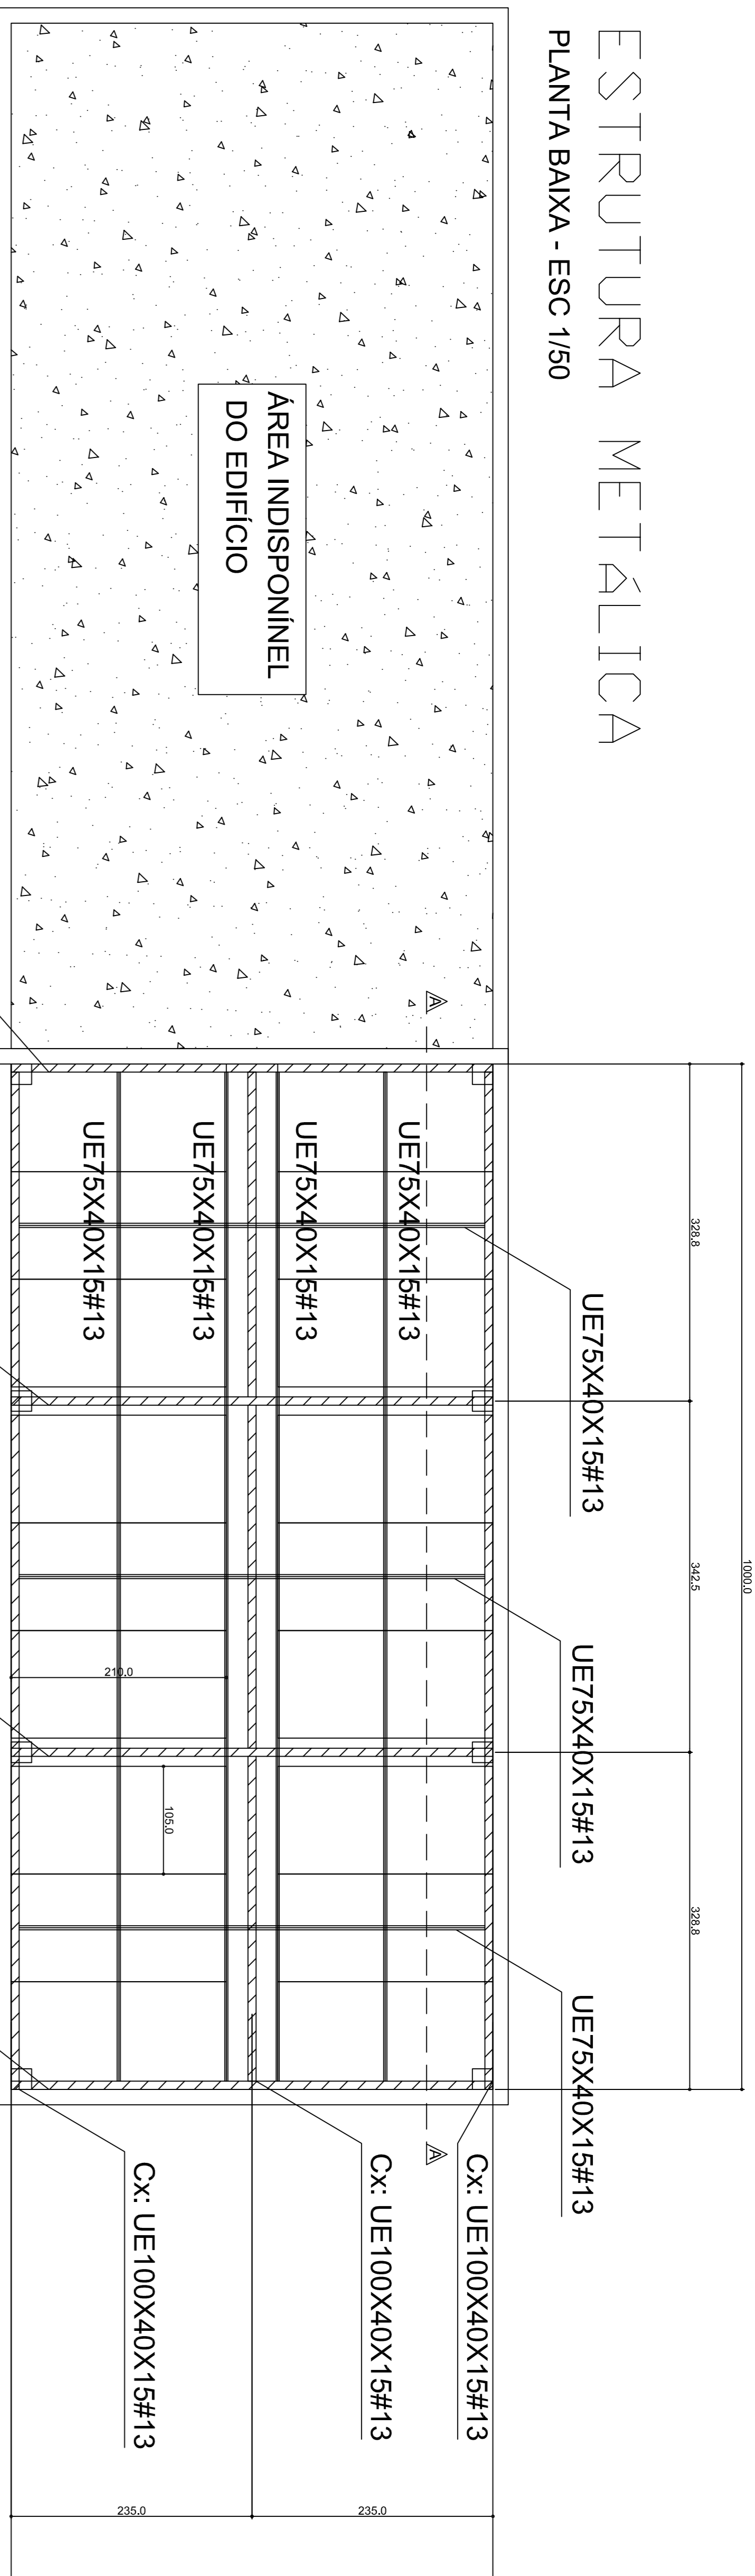 ESTRUTURA METÁLICA
PLANTA BAIXA - ESC 1/50
1000.0
328.8
342.5
328.8
UE75X40X15#13
UE75X40X15#13
UE75X40X15#13
A
A
ÁREA INDISPONÍNEL
DO EDIFÍCIO
UE75X40X15#13
UE75X40X15#13
UE75X40X15#13
UE75X40X15#13
210.0
105.0
Cx: UE100X40X15#13
Cx: UE100X40X15#13
Cx: UE100X40X15#13
235.0
235.0